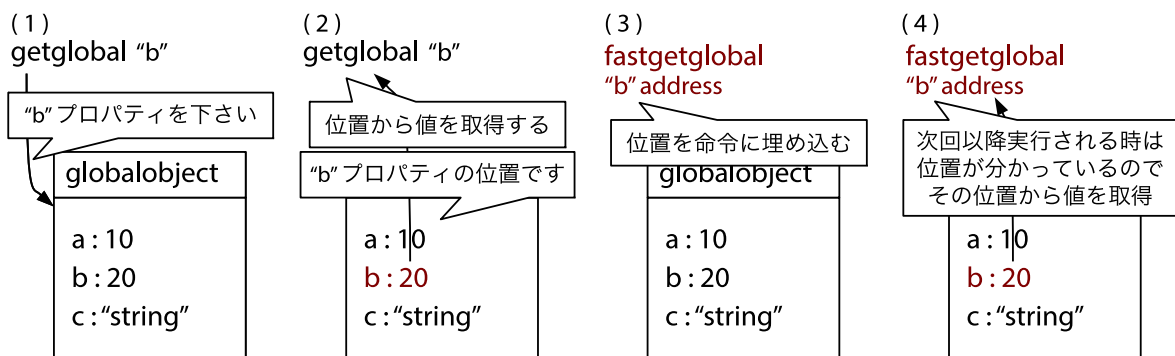 (1)
getglobal “b”
“b” プロパティを下さい
globalobject
a : 10
b : 20
c : “string”
(2)
getglobal “b”
位置から値を取得する
“b” プロパティの位置です
a : 10
b : 20
c : “string”
(3)
fastgetglobal
“b” address
位置を命令に埋め込む
globalobject
a : 10
b : 20
c : “string”
(4)
fastgetglobal
“b” address
次回以降実行される時は
位置が分かっているので
その位置から値を取得
a : 10
b : 20
c : “string”